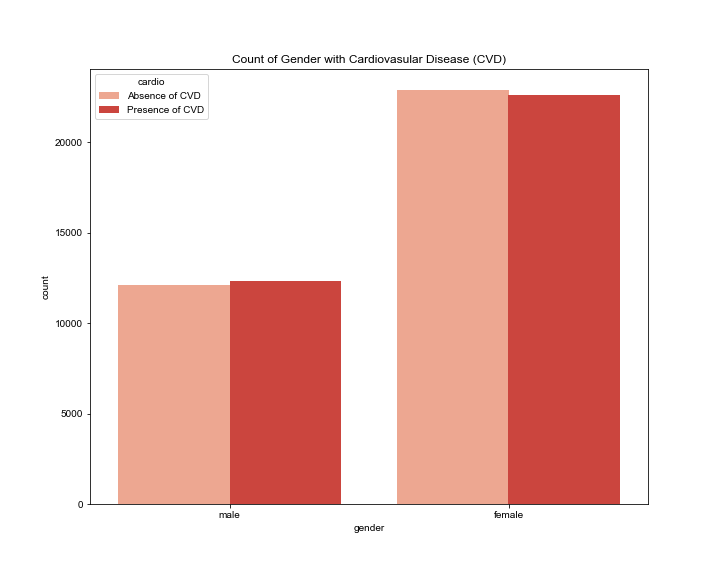 Count of Gender with Cardiovasular Disease (CVD)
cardio
Absence of CVD
Presence of CVD
20000
15000
10000
5000
0
count
male female
gender